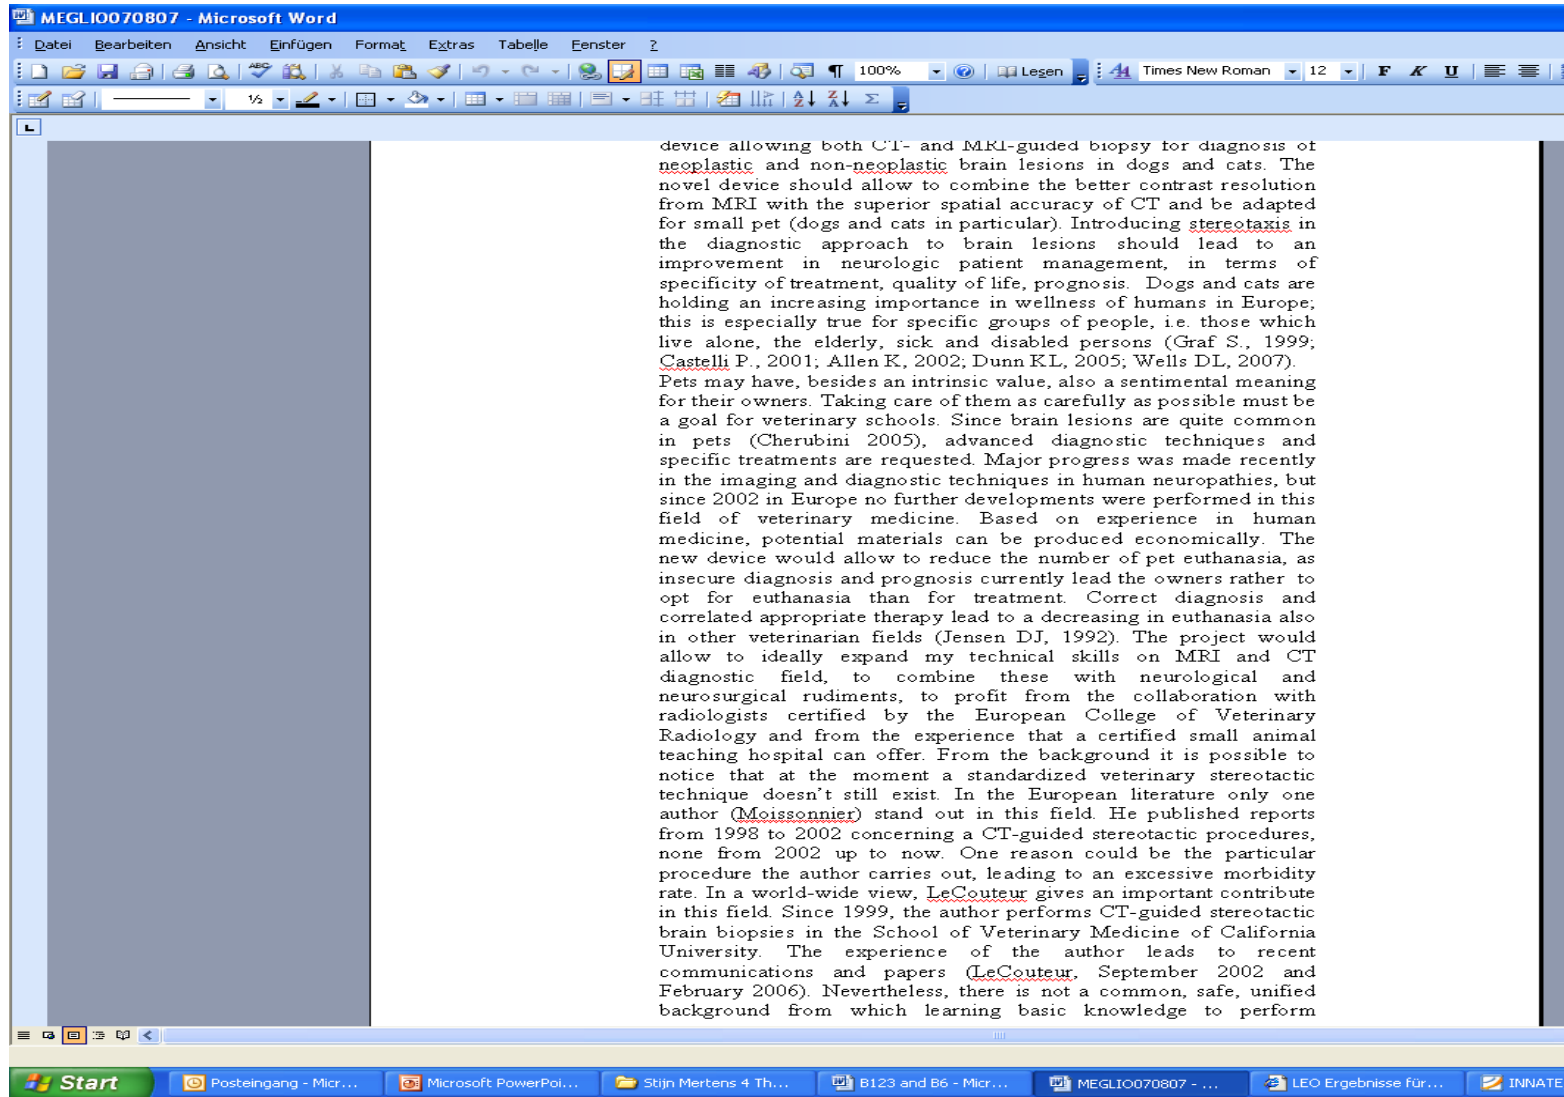 MEGLIO070807 - Microsoft Word
Datei Bearbeiten Ansicht Einfügen Format Extras Tabelle Fenster ?
100% Lesen Times New Roman 12 F K U
½
L
device allowing both CT- and MRI-guided biopsy for diagnosis of
neoplastic and non-neoplastic brain lesions in dogs and cats. The
novel device should allow to combine the better contrast resolution
from MRI with the superior spatial accuracy of CT and be adapted
for small pet (dogs and cats in particular). Introducing stereotaxis in
the diagnostic approach to brain lesions should lead to an
improvement in neurologic patient management, in terms of
specificity of treatment, quality of life, prognosis. Dogs and cats are
holding an increasing importance in wellness of humans in Europe;
this is especially true for specific groups of people, i.e. those which
live alone, the elderly, sick and disabled persons (Graf S., 1999;
Castelli P., 2001; Allen K, 2002; Dunn KL, 2005; Wells DL, 2007).
Pets may have, besides an intrinsic value, also a sentimental meaning
for their owners. Taking care of them as carefully as possible must be
a goal for veterinary schools. Since brain lesions are quite common
in pets (Cherubini 2005), advanced diagnostic techniques and
specific treatments are requested. Major progress was made recently
in the imaging and diagnostic techniques in human neuropathies, but
since 2002 in Europe no further developments were performed in this
field of veterinary medicine. Based on experience in human
medicine, potential materials can be produced economically. The
new device would allow to reduce the number of pet euthanasia, as
insecure diagnosis and prognosis currently lead the owners rather to
opt for euthanasia than for treatment. Correct diagnosis and
correlated appropriate therapy lead to a decreasing in euthanasia also
in other veterinarian fields (Jensen DJ, 1992). The project would
allow to ideally expand my technical skills on MRI and CT
diagnostic field, to combine these with neurological and
neurosurgical rudiments, to profit from the collaboration with
radiologists certified by the European College of Veterinary
Radiology and from the experience that a certified small animal
teaching hospital can offer. From the background it is possible to
notice that at the moment a standardized veterinary stereotactic
technique doesn't still exist. In the European literature only one
author (Moissonnier) stand out in this field. He published reports
from 1998 to 2002 concerning a CT-guided stereotactic procedures,
none from 2002 up to now. One reason could be the particular
procedure the author carries out, leading to an excessive morbidity
rate. In a world-wide view, LeCouteur gives an important contribute
in this field. Since 1999, the author performs CT-guided stereotactic
brain biopsies in the School of Veterinary Medicine of California
University. The experience of the author leads to recent
communications and papers (LeCouteur, September 2002 and
February 2006). Nevertheless, there is not a common, safe, unified
background from which learning basic knowledge to perform
Start Posteingang - Micr... Microsoft PowerPoi... Stijn Mertens 4 Th... B123 and B6 - Micr... MEGLIO070807 - ... LEO Ergebnisse für... INNATE